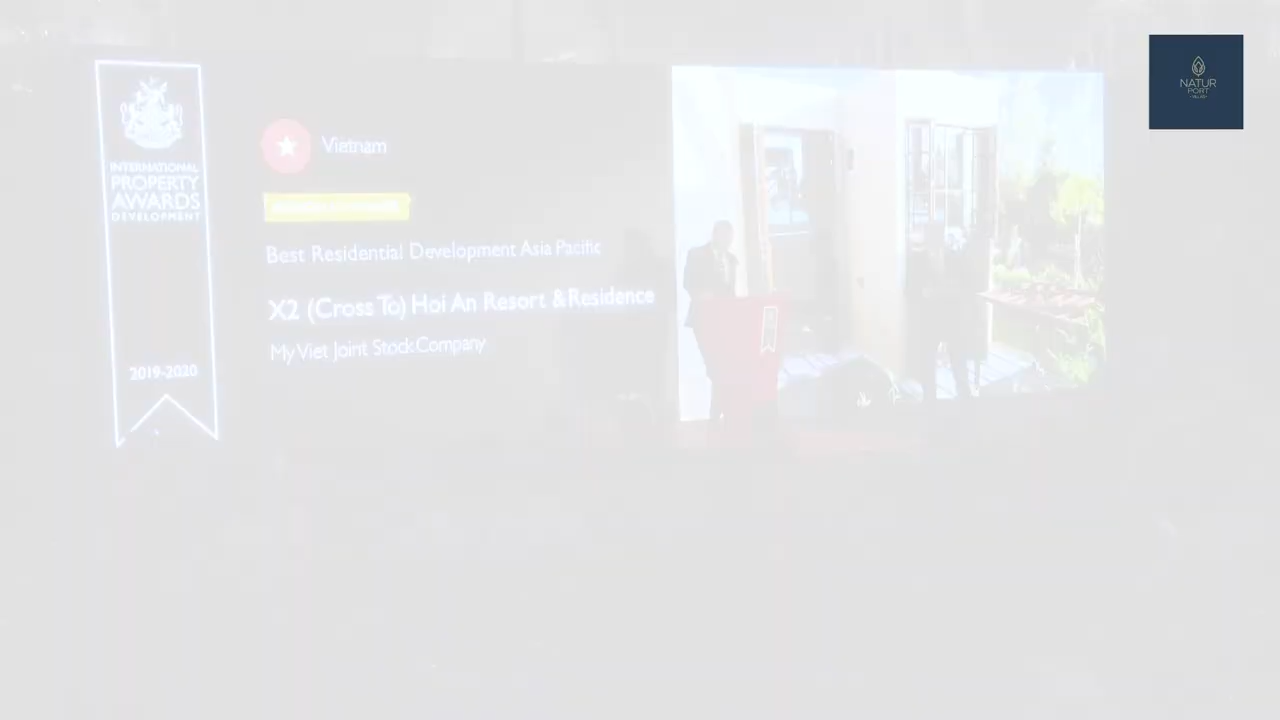 INTERNATIONAL
PROPERTY
AWARDS
DEVELOPMENT
2019-2020
Vietnam
Best Residential Development Asia Pacific
X2 (Cross To) Hoi An Resort & Residence
My Viet Joint Stock Company
NATUR
PORT